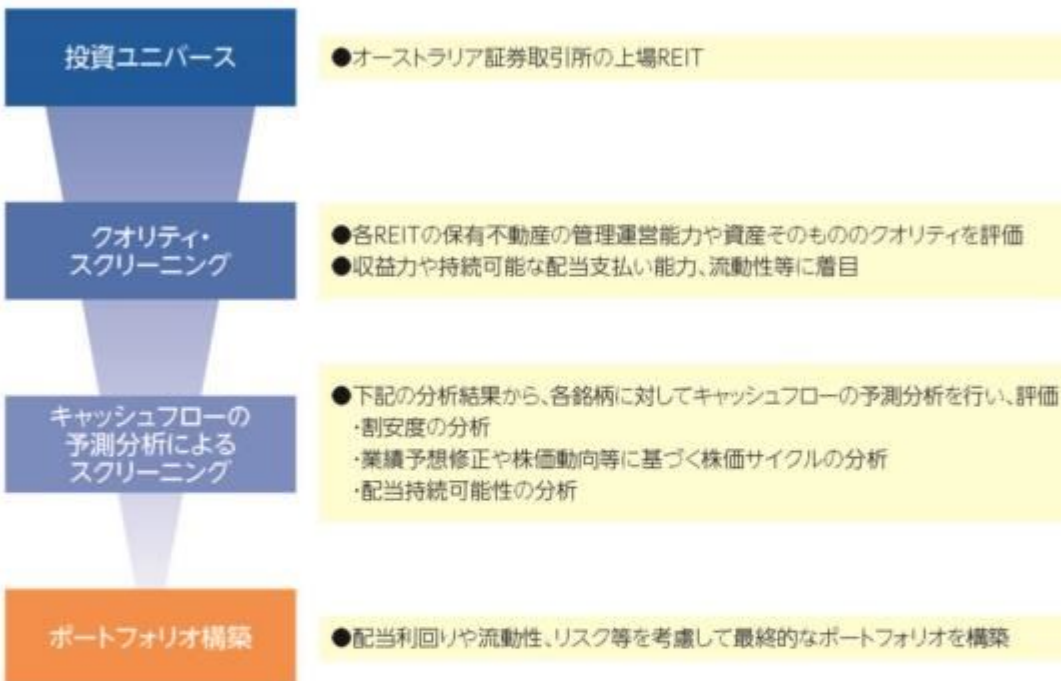 投資ユニバース
●オーストラリア証券取引所の上場REIT
クオリティ・
スクリーニング
●各REITの保有不動産の管理運営能力や資産そのもののクオリティを評価
●収益力や持続可能な配当支払い能力、流動性等に着目
キャッシュフローの
予測分析による
スクリーニング
●下記の分析結果から、各銘柄に対してキャッシュフローの予測分析を行い、評価
・割安度の分析
・業績予想修正や株価動向等に基づく株価サイクルの分析
・配当持続可能性の分析
ポートフォリオ構築
●配当利回りや流動性、リスク等を考慮して最終的なポートフォリオを構築